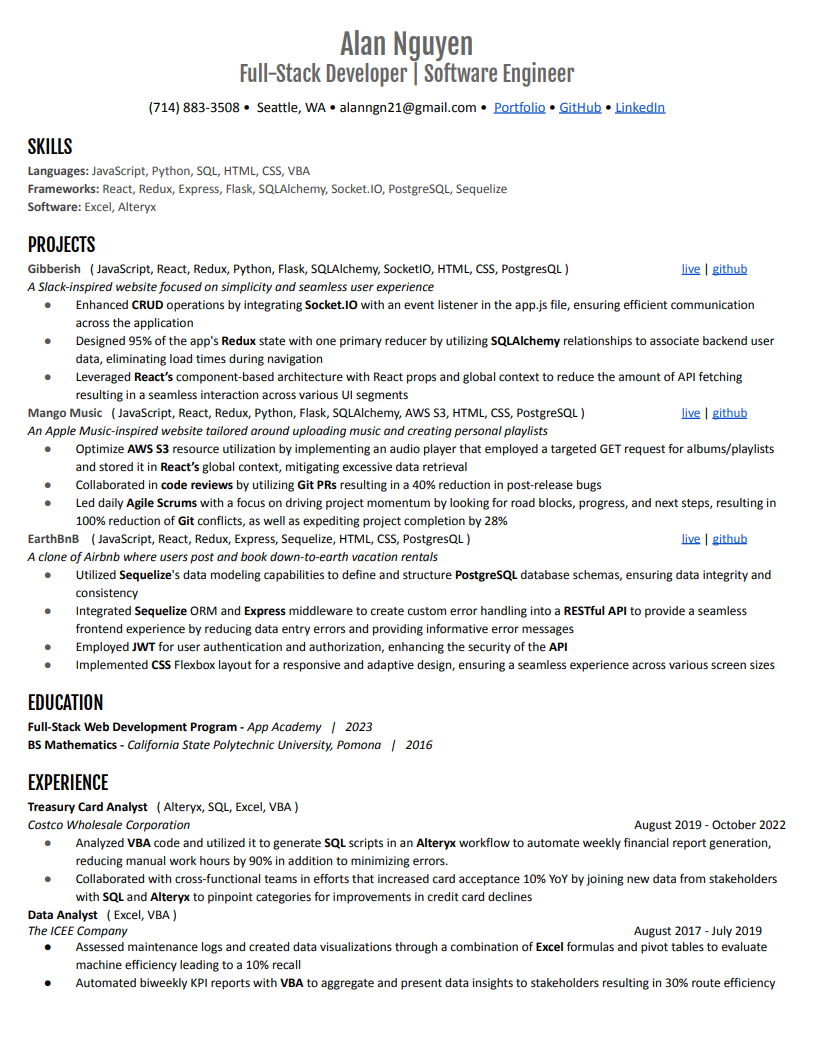 Alan Nguyen
Full-Stack Developer | Software Engineer
(714) 883-3508 • Seattle, WA • alanngn21@gmail.com • Portfolio • GitHub • LinkedIn
SKILLS
Languages: JavaScript, Python, SQL, HTML, CSS, VBA
Frameworks: React, Redux, Express, Flask, SQLAlchemy, Socket.IO, PostgreSQL, Sequelize
Software: Excel, Alteryx
PROJECTS
Gibberish ( JavaScript, React, Redux, Python, Flask, SQLAlchemy, SocketIO, HTML, CSS, PostgresQL ) live | github
A Slack-inspired website focused on simplicity and seamless user experience
● Enhanced CRUD operations by integrating Socket.IO with an event listener in the app.js file, ensuring efficient communication
across the application
● Designed 95% of the app's Redux state with one primary reducer by utilizing SQLAlchemy relationships to associate backend user
data, eliminating load times during navigation
● Leveraged React’s component-based architecture with React props and global context to reduce the amount of API fetching
resulting in a seamless interaction across various UI segments
Mango Music ( JavaScript, React, Redux, Python, Flask, SQLAlchemy, AWS S3, HTML, CSS, PostgreSQL ) live | github
An Apple Music-inspired website tailored around uploading music and creating personal playlists
● Optimize AWS S3 resource utilization by implementing an audio player that employed a targeted GET request for albums/playlists
and stored it in React’s global context, mitigating excessive data retrieval
● Collaborated in code reviews by utilizing Git PRs resulting in a 40% reduction in post-release bugs
● Led daily Agile Scrums with a focus on driving project momentum by looking for road blocks, progress, and next steps, resulting in
100% reduction of Git conflicts, as well as expediting project completion by 28%
EarthBnB ( JavaScript, React, Redux, Express, Sequelize, HTML, CSS, PostgresQL ) live | github
A clone of Airbnb where users post and book down-to-earth vacation rentals
● Utilized Sequelize's data modeling capabilities to define and structure PostgreSQL database schemas, ensuring data integrity and
consistency
● Integrated Sequelize ORM and Express middleware to create custom error handling into a RESTful API to provide a seamless
frontend experience by reducing data entry errors and providing informative error messages
● Employed JWT for user authentication and authorization, enhancing the security of the API
● Implemented CSS Flexbox layout for a responsive and adaptive design, ensuring a seamless experience across various screen sizes
EDUCATION
Full-Stack Web Development Program - App Academy | 2023
BS Mathematics - California State Polytechnic University, Pomona | 2016
EXPERIENCE
Treasury Card Analyst ( Alteryx, SQL, Excel, VBA )
Costco Wholesale Corporation August 2019 - October 2022
● Analyzed VBA code and utilized it to generate SQL scripts in an Alteryx workflow to automate weekly financial report generation,
reducing manual work hours by 90% in addition to minimizing errors.
● Collaborated with cross-functional teams in efforts that increased card acceptance 10% YoY by joining new data from stakeholders
with SQL and Alteryx to pinpoint categories for improvements in credit card declines
Data Analyst ( Excel, VBA )
The ICEE Company August 2017 - July 2019
● Assessed maintenance logs and created data visualizations through a combination of Excel formulas and pivot tables to evaluate
machine efficiency leading to a 10% recall
● Automated biweekly KPI reports with VBA to aggregate and present data insights to stakeholders resulting in 30% route efficiency